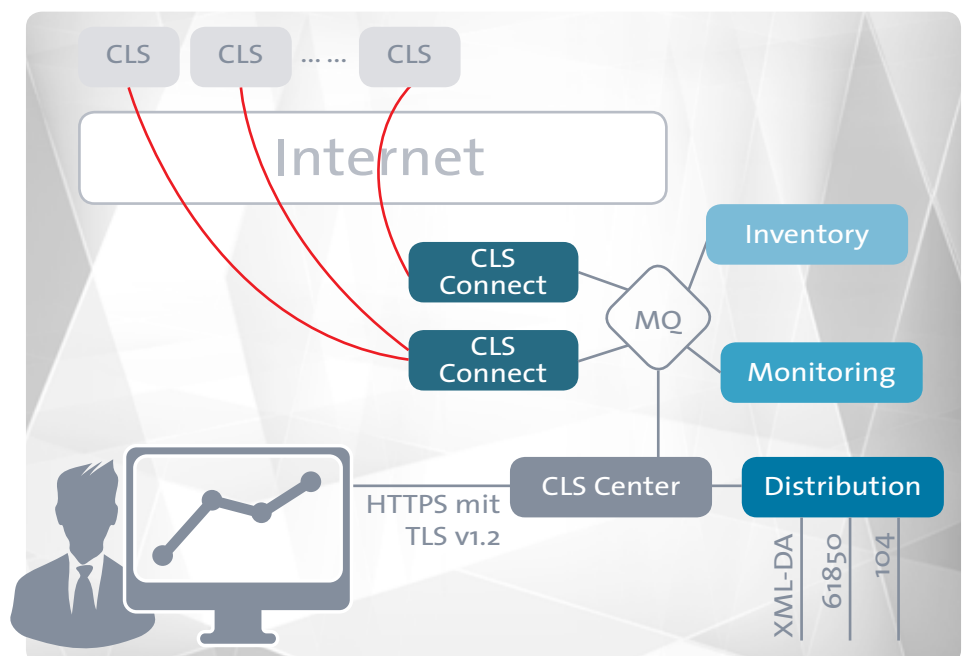 CLS
CLS
... ...
CLS
Internet
CLS
Connect
Inventory
MQ
CLS
Connect
Monitoring
CLS Center
Distribution
HTTPS mit
TLS v1.2
XML-DA
61850
104